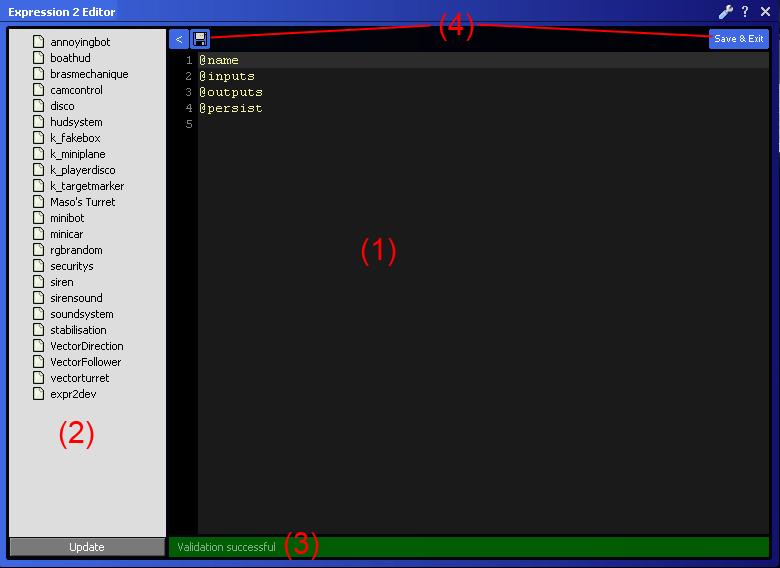 Expression 2 Editor
?
(4)
<
Save & Exit
annoyingbot
boathud
brasmechanique
camcontrol
disco
hudsystem
k_fakebox
k_miniplane
k_playerdisco
k_targetmarker
Maso's Turret
minibot
minicar
rgbrandom
securitys
siren
sirensound
soundsystem
stabilisation
VectorDirection
VectorFollower
vectorturret
expr2dev
(2)
Update
1 @name
2 @inputs
3 @outputs
4 @persist
5
(1)
Validation successful
(3)